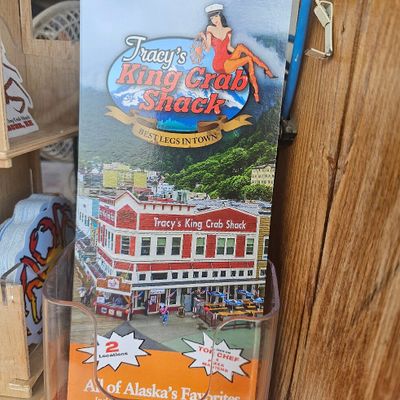 Tracy's
King Crab
Shack
BEST LEGS IN TOWN
TRACY'S KING CRAB SHACK
2
Locations
TOP CHEF
All of Alaska's Favorites